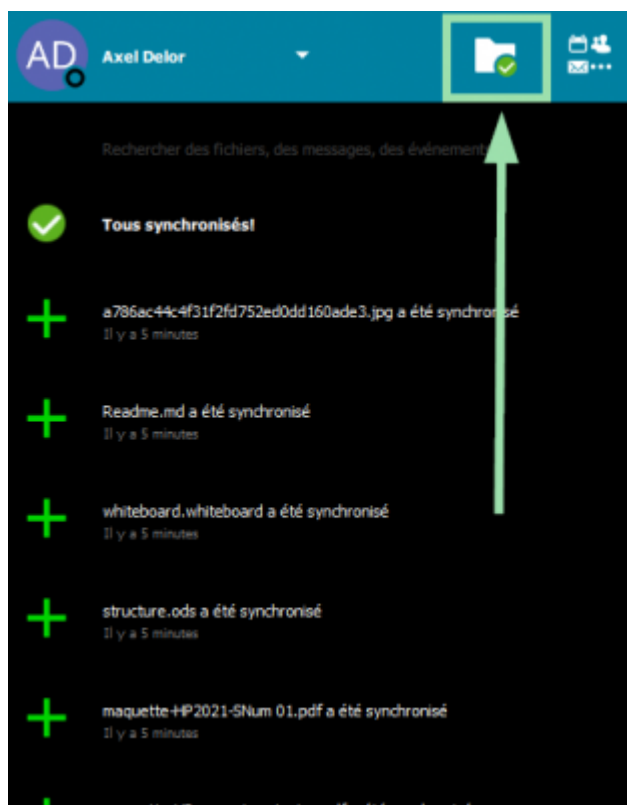 AD
Axel Delor
Rechercher des fichiers, des messages, des événements
Tous synchronisés!
a786ac44c4f31f2fd752ed0dd160ade3.jpg a été synchronisé
Il y a 5 minutes
Readme.md a été synchronisé
Il y a 5 minutes
whiteboard.whiteboard a été synchronisé
Il y a 5 minutes
structure.ods a été synchronisé
Il y a 5 minutes
maquette-HP2021-SNum 01.pdf a été synchronisé
Il y a 5 minutes